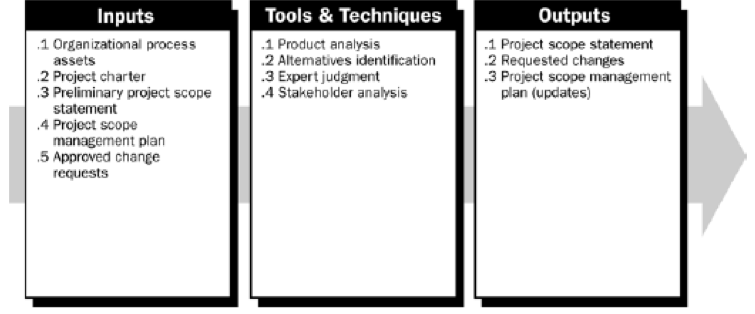 Inputs
.1 Organizational process
assets
.2 Project charter
.3 Preliminary project scope
statement
.4 Project scope
management plan
.5 Approved change
requests
Tools & Techniques
.1 Product analysis
.2 Alternatives identification
.3 Expert judgment
.4 Stakeholder analysis
Outputs
.1 Project scope statement
.2 Requested changes
.3 Project scope management
plan (updates)